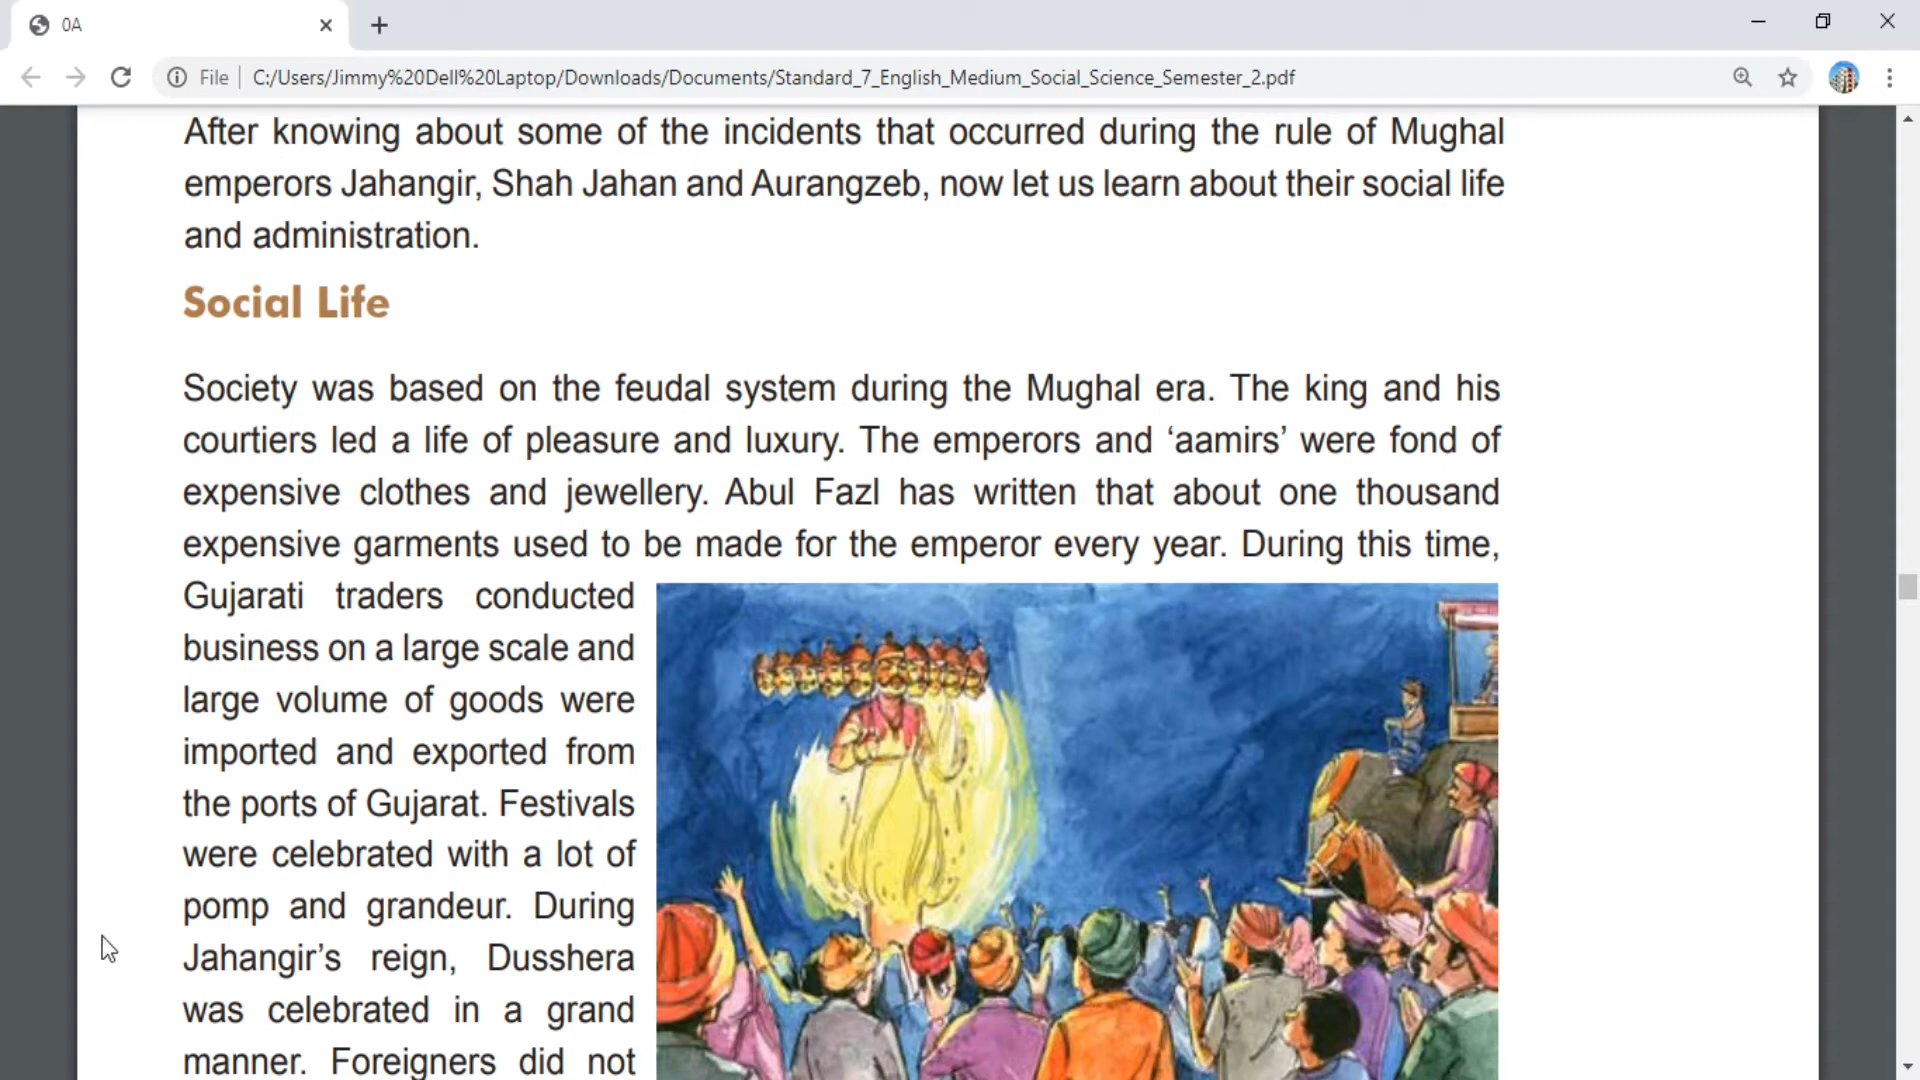 0A
File
C:/Users/Jimmy%20Dell%20Laptop/Downloads/Documents/Standard_7_English_Medium_Social_Science_Semester_2.pdf
After knowing about some of the incidents that occurred during the rule of Mughal
emperors Jahangir, Shah Jahan and Aurangzeb, now let us learn about their social life
and administration.
Social Life
Society was based on the feudal system during the Mughal era. The king and his
courtiers led a life of pleasure and luxury. The emperors and ‘aamirs’ were fond of
expensive clothes and jewellery. Abul Fazl has written that about one thousand
expensive garments used to be made for the emperor every year. During this time,
Gujarati traders conducted
business on a large scale and
large volume of goods were
imported and exported from
the ports of Gujarat. Festivals
were celebrated with a lot of
pomp and grandeur. During
Jahangir’s reign, Dusshera
was celebrated in a grand
manner. Foreigners did not